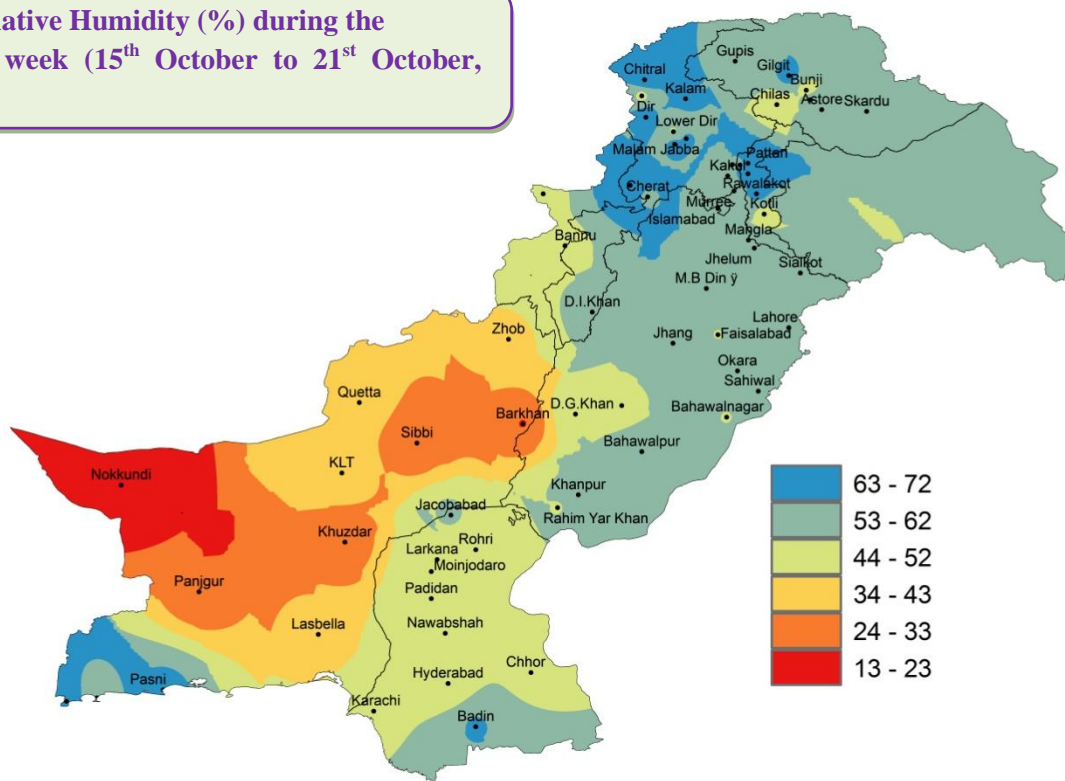 ative Humidity (%) during the
week (15th October to 21st October,
Gupis
Gilgit
Bunji
Chitral
Kalam
Chilas
Astore Skardu
Dir
Lower Dir
Malam Jabba
Pattan
Cherat
Rawalakot
Murree
Kotli
Islamabad
Mangla
Bannu
Jhelum
Sialkot
M.B Din ÿ
D.I.Khan
Lahore
Zhob
Jhang
Faisalabad
Okara
Sahiwal
Quetta
D.G.Khan
Bahawalnagar
Barkhan
Sibbi
Bahawalpur
Nokkundi
KLT
Khanpur
Jacobabad
Rahim Yar Khan
Khuzdar
Rohri
Larkana
Moinjodaro
Panjgur
Padidan
Lasbella
Nawabshah
Chhor
Hyderabad
Pasni
Karachi
Badin
63 - 72
53 - 62
44 - 52
34 - 43
24 - 33
13 - 23